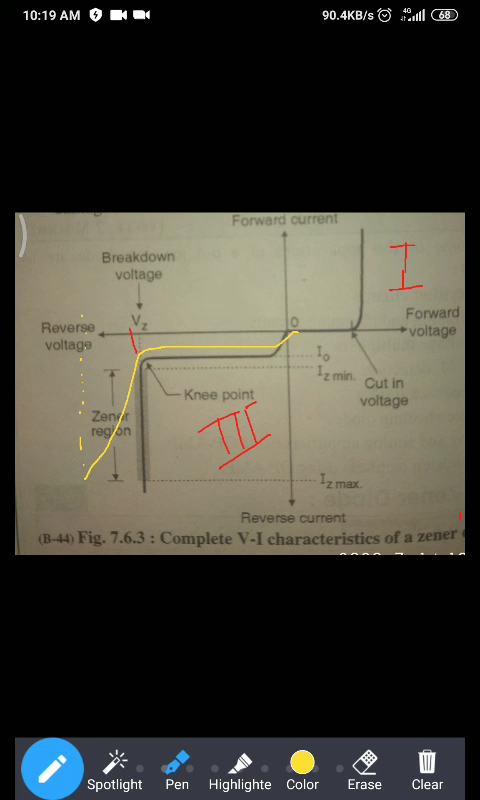 10:19 AM
90.4KB/s 4G 68
Forward current
I
Breakdown
voltage
Vz
0
Forward
voltage
Reverse
voltage
Io
Iz min.
Cut in
voltage
Knee point
Zener
region
III
Iz max.
Reverse current
(B-44) Fig. 7.6.3 : Complete V-I characteristics of a zener
Spotlight Pen Highlighte Color Erase Clear